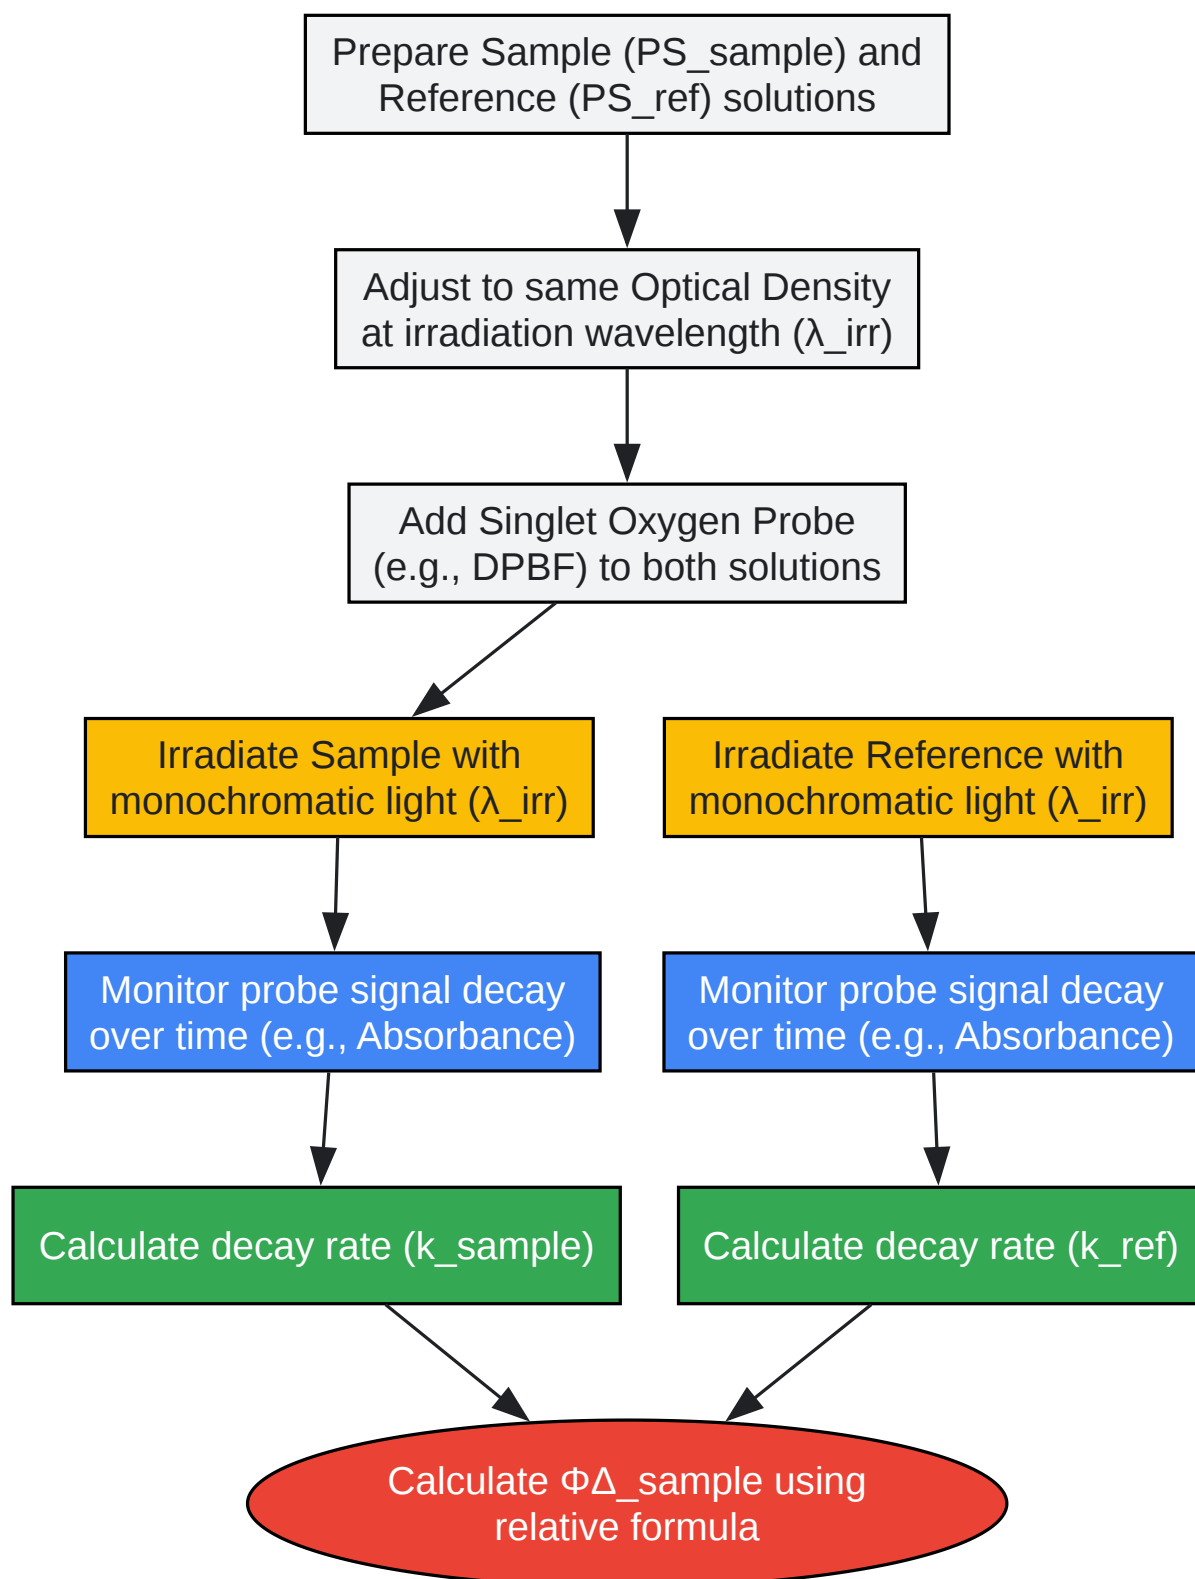 Prepare Sample (PS_sample) and
Reference (PS_ref) solutions
Adjust to same Optical Density
at irradiation wavelength (λ_irr)
Add Singlet Oxygen Probe
(e.g., DPBF) to both solutions
Irradiate Sample with
monochromatic light (λ_irr)
Irradiate Reference with
monochromatic light (λ_irr)
Monitor probe signal decay
over time (e.g., Absorbance)
Monitor probe signal decay
over time (e.g., Absorbance)
Calculate decay rate (k_sample)
Calculate decay rate (k_ref)
Calculate ΦΔ_sample using
relative formula